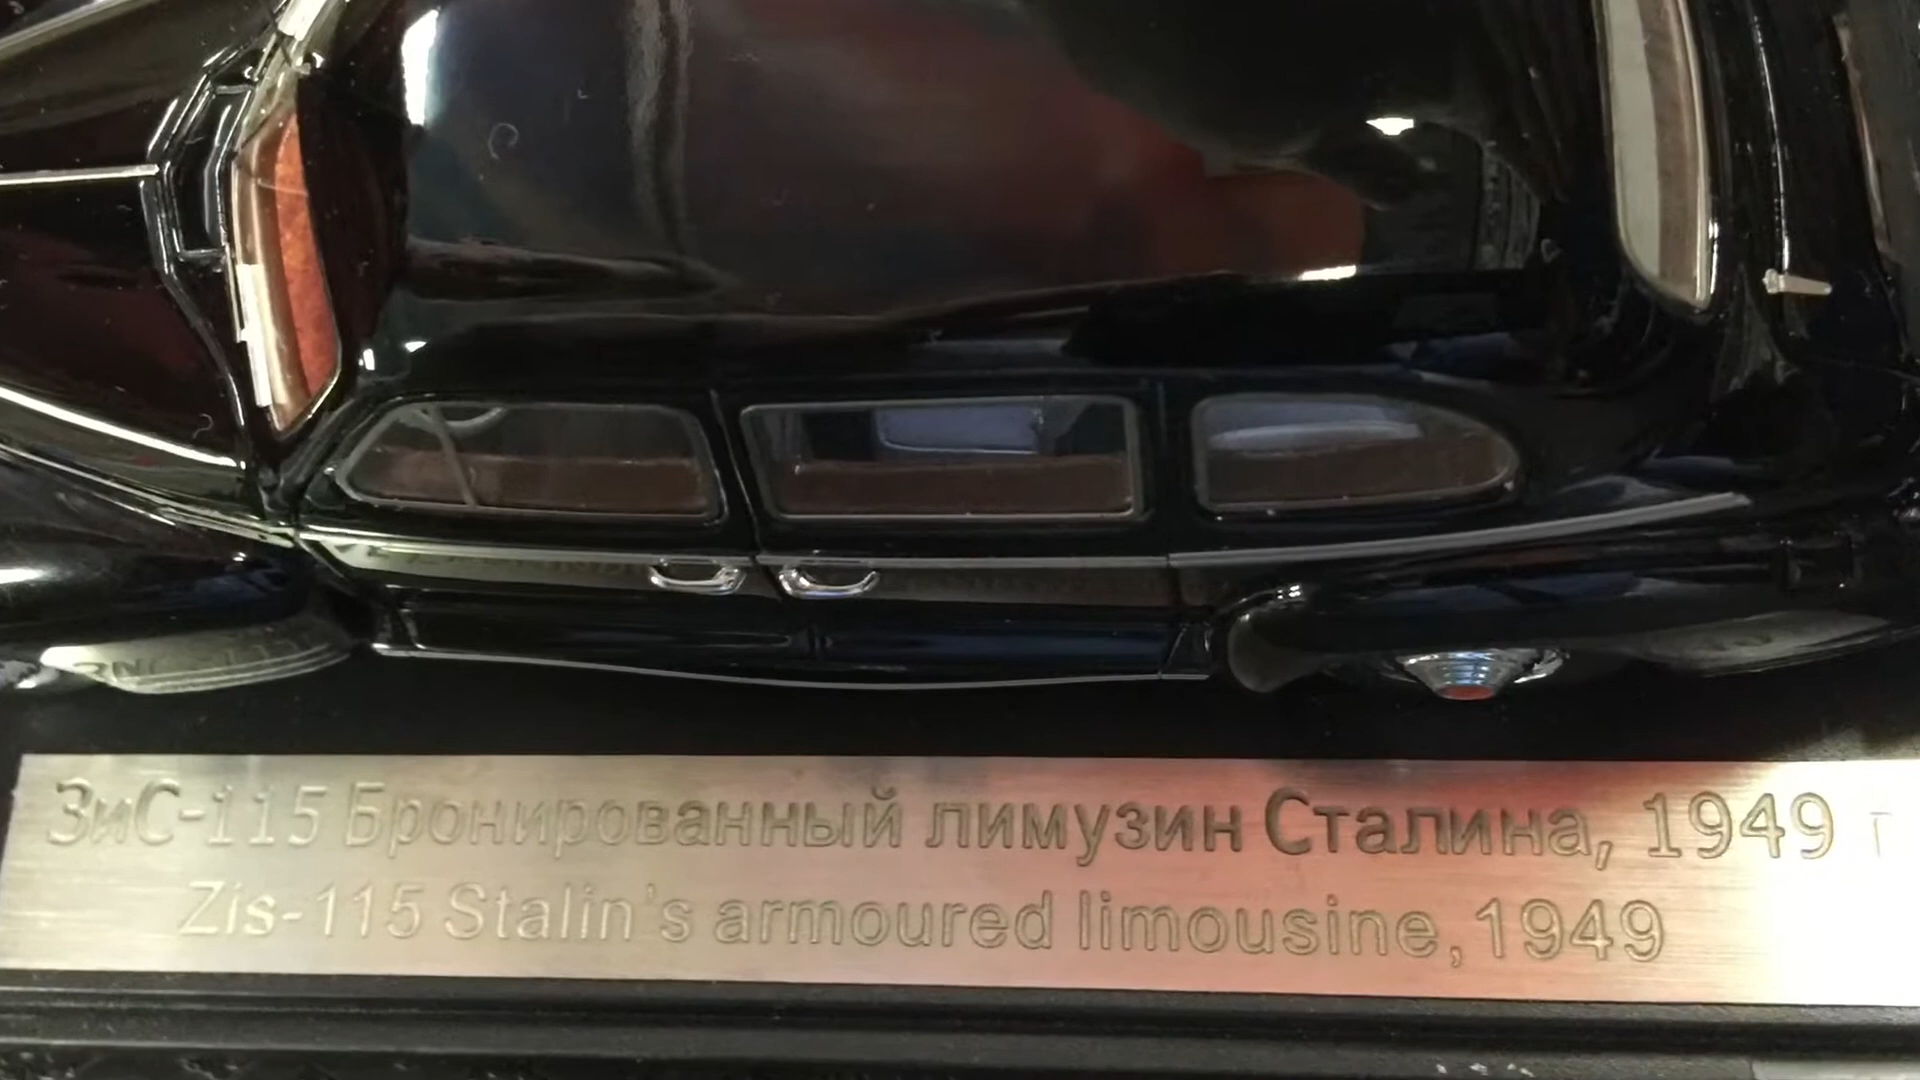 ЗиС-115 Бронированный лимузин Сталина, 1949 г
Zis-115 Stalin's armoured limousine,1949